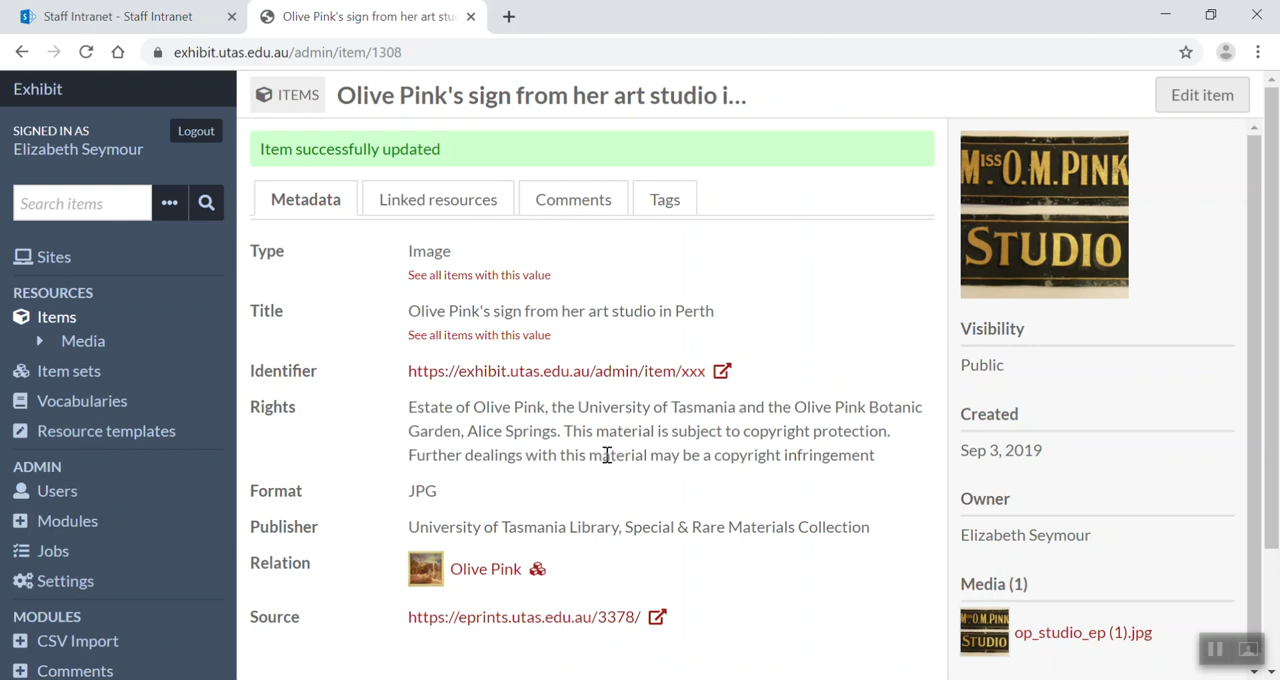 Staff Intranet - Staff Intranet
Olive Pink's sign from her art stu
exhibit.utas.edu.au/admin/item/1308
Exhibit
SIGNED IN AS
Elizabeth Seymour
Logout
Search items
Sites
RESOURCES
Items
Media
Item sets
Vocabularies
Resource templates
ADMIN
Users
Modules
Jobs
Settings
MODULES
CSV Import
Comments
ITEMS
Olive Pink's sign from her art studio i...
Edit item
Item successfully updated
Metadata
Linked resources
Comments
Tags
Type
Image
See all items with this value
Title
Olive Pink's sign from her art studio in Perth
See all items with this value
Identifier
https://exhibit.utas.edu.au/admin/item/xxx
Rights
Estate of Olive Pink, the University of Tasmania and the Olive Pink Botanic
Garden, Alice Springs. This material is subject to copyright protection.
Further dealings with this material may be a copyright infringement
Format
JPG
Publisher
University of Tasmania Library, Special & Rare Materials Collection
Relation
Olive Pink
Source
https://eprints.utas.edu.au/3378/
MISS O.M.PINK
STUDIO
Visibility
Public
Created
Sep 3, 2019
Owner
Elizabeth Seymour
Media (1)
MISS O.M.PINK
STUDIO
op_studio_ep (1).jpg